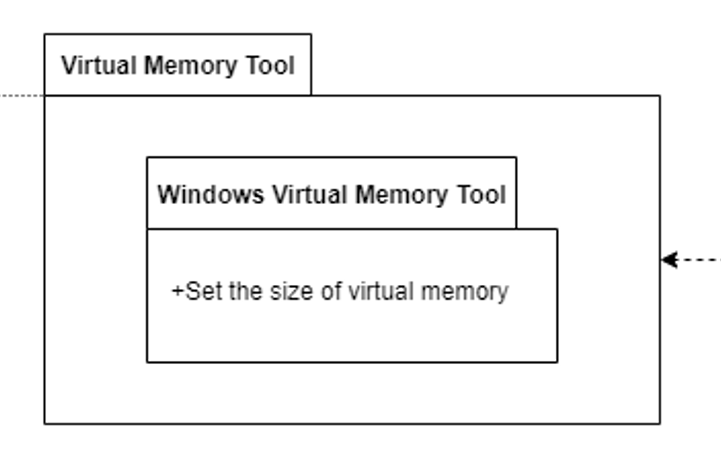 Virtual Memory Tool
Windows Virtual Memory Tool
+Set the size of virtual memory